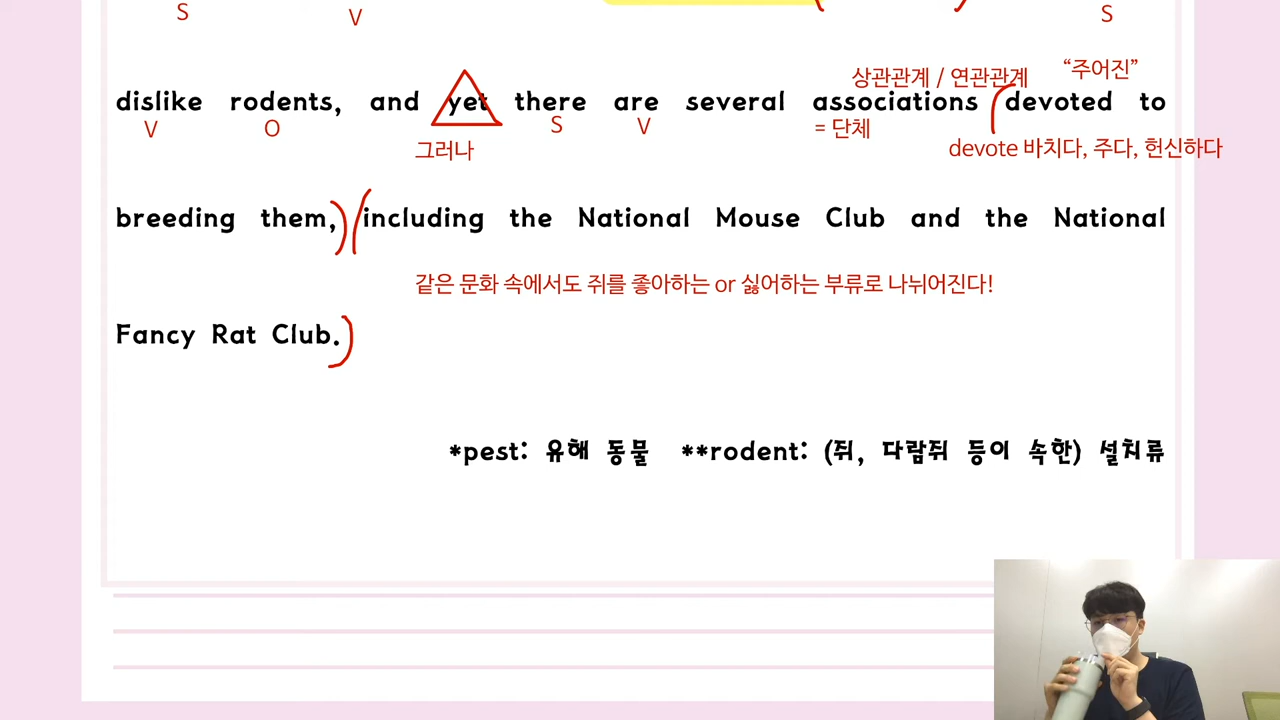 S V S
상관관계 / 연관관계 “주어진”
dislike rodents, and yet there are several associations devoted to
V O S V = 단체
그러나 devote 바치다, 주다, 헌신하다
breeding them, including the National Mouse Club and the National
같은 문화 속에서도 쥐를 좋아하는 or 싫어하는 부류로 나뉘어진다!
Fancy Rat Club.
*pest: 유해 동물 **rodent: (쥐, 다람쥐 등이 속한) 설치류